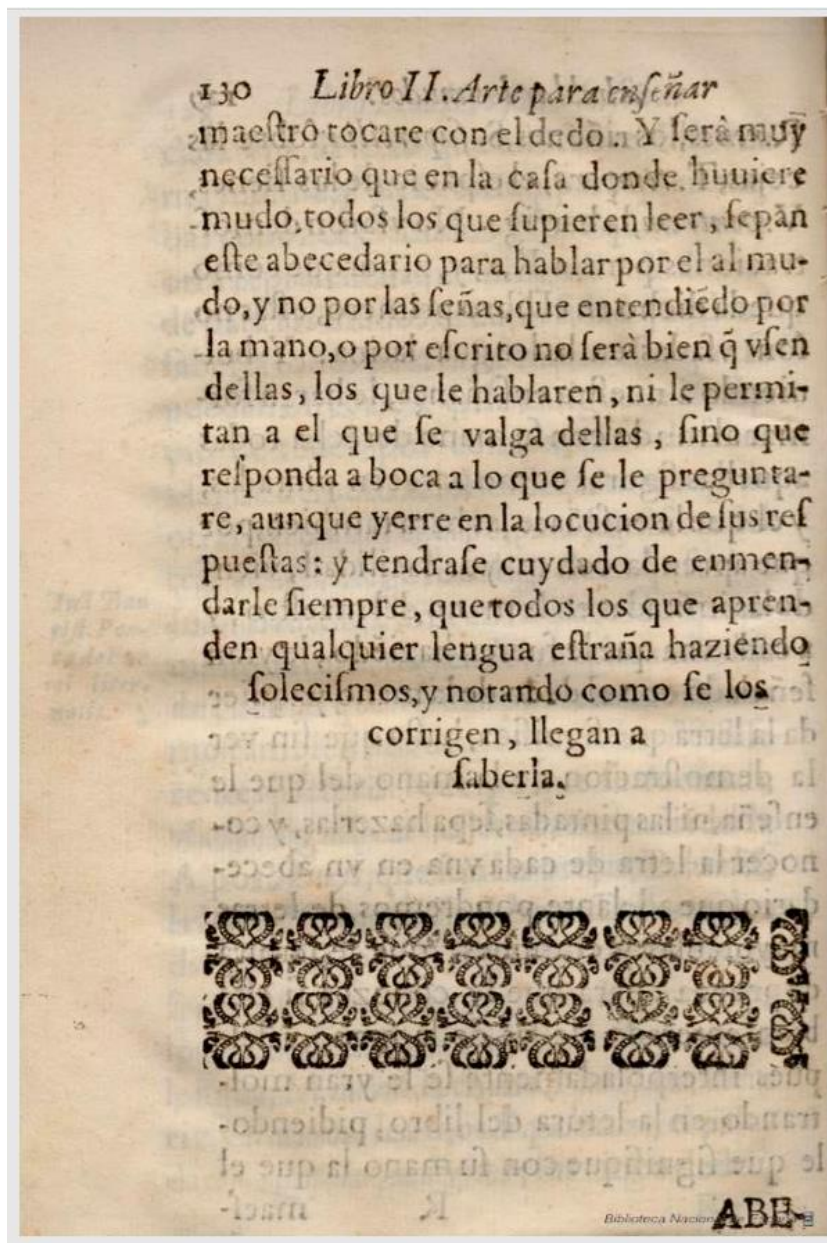 130 Libro II. Arte para enſeñar
maeſtro tocare con el dedo. Y ſerà muy
neceſſario que en la caſa donde huuiere
mudo, todos los que ſupieren leer, ſepan
eſte abecedario para hablar por el al mu-
do, y no por las ſeñas, que entendiẽdo por
la mano, o por eſcrito no ſerà bien q̃ vſen
dellas, los que le hablaren, ni le permi-
tan a el que ſe valga dellas, ſino que
reſponda a boca a lo que ſe le pregunta-
re, aunque yerre en la locucion de ſus reſ
pueſtas: y tendraſe cuydado de enmen-
darle ſiempre, que todos los que apren-
den qualquier lengua eſtraña haziendo
ſoleciſmos, y notando como ſe los
corrigen, llegan a
ſaberla.
ABE-
Biblioteca Nacional